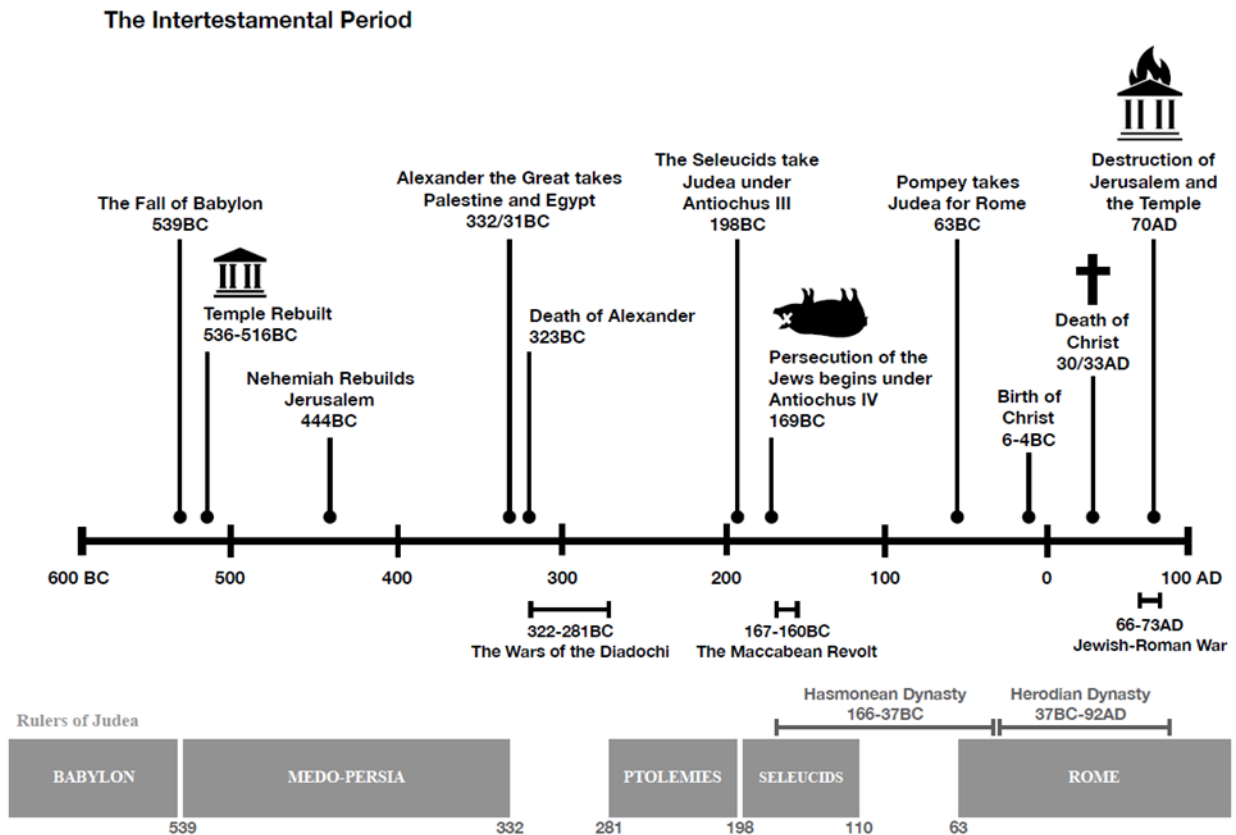 The Intertestamental Period
The Fall of Babylon
539BC
Temple Rebuilt
536-516BC
Nehemiah Rebuilds
Jerusalem
444BC
Alexander the Great takes
Palestine and Egypt
332/31BC
Death of Alexander
323BC
The Seleucids take
Judea under
Antiochus III
198BC
Persecution of the
Jews begins under
Antiochus IV
169BC
Pompey takes
Judea for Rome
63BC
Birth of
Christ
6-4BC
Death of
Christ
30/33AD
Destruction of
Jerusalem and
the Temple
70AD
600 BC
500
400
300
200
100
0
100 AD
322-281BC
The Wars of the Diadochi
167-160BC
The Maccabean Revolt
66-73AD
Jewish-Roman War
Hasmonean Dynasty
166-37BC
Herodian Dynasty
37BC-92AD
Rulers of Judea
BABYLON
MEDO-PERSIA
PTOLEMIES
SELEUCIDS
ROME
539
332
281
198
110
63